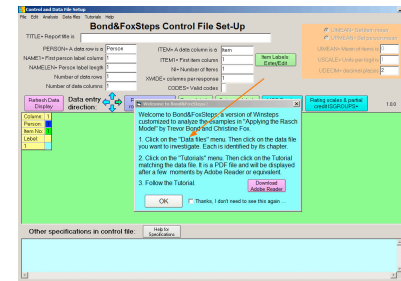 Control and Data File Setup
File Edit Analysis Data files Tutorials Help
Bond&FoxSteps Control File Set-Up
TITLE= Report title is
PERSON= A data row is a Person
ITEM= A data column is a Item
NAME1= First person label column 1
ITEM1= First item column 1
NAMELEN= Person label length 1
NI= Number of items 1
Number of data rows 1
XWIDE= columns per response 1
Number of data columns 1
CODES= Valid codes
Item Labels Enter/Edit
UMEAN= Mean of items is 0
USCALE= Units per logit is 1
UDECIM= decimal places 2
Refresh Data Display
Data entry direction:
Rating scales & partial credit ISGROUPS=
1.0.0
Welcome to Bond&FoxSteps!
Column: 1
Person:
Item No:
Label:
1
Welcome to Bond&FoxSteps, a version of Winsteps
customized to analyze the examples in "Applying the Rasch
Model" by Trevor Bond and Christine Fox.
1. Click on the "Data files" menu. Then click on the data file
you want to investigate. Each is identified by its chapter.
2. Click on the "Tutorials" menu. Then click on the Tutorial
matching the data file. It is a PDF file and will be displayed
after a few moments by Adobe Reader or equivalent.
3. Follow the Tutorial.
Download Adobe Reader
OK
Thanks, I don't need to see this again ...
Other specifications in control file:
Help for Specifications